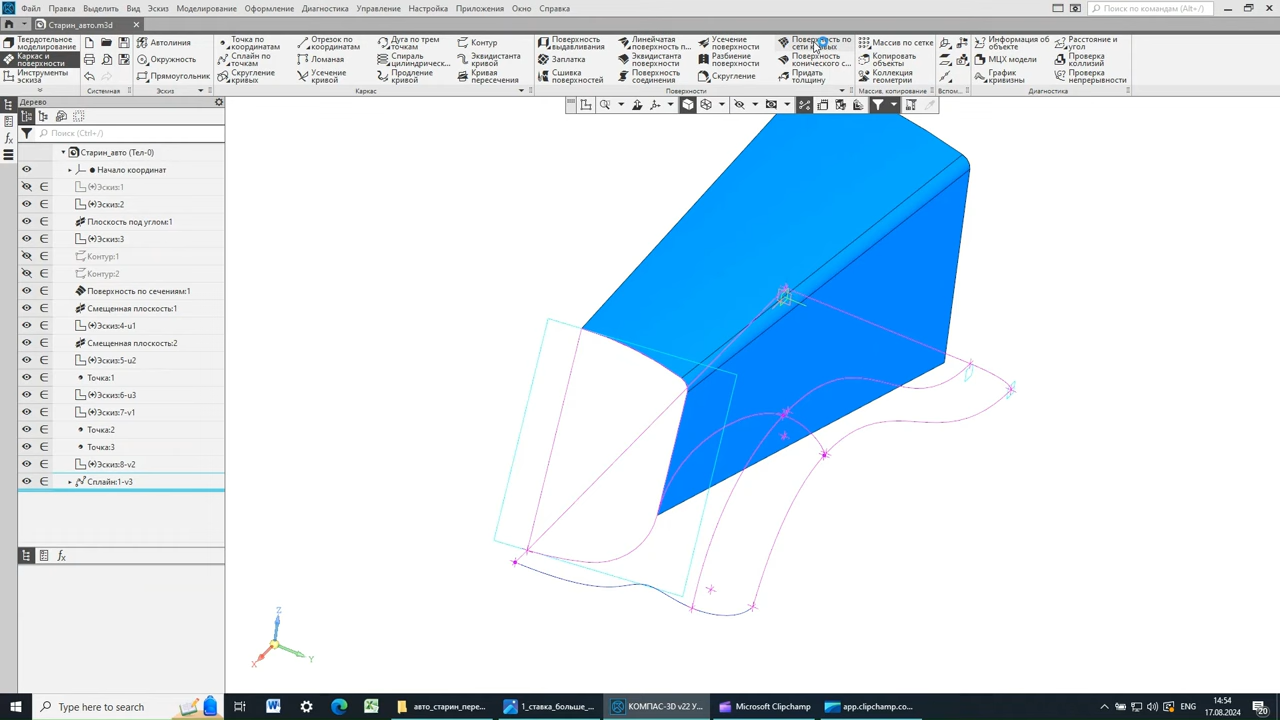 Файл Правка Выделить Вид Эскиз Моделирование Оформление Диагностика Управление Настройка Приложения Окно Справка
Поиск по командам (Alt+/)
Старин_авто.m3d
Твердотельное моделирование
Каркас и поверхности
Инструменты эскиза
Системная
Автолиния
Окружность
Прямоугольник
Эскиз
Точка по координатам
Сплайн по точкам
Скругление кривых
Отрезок по координатам
Ломаная
Усечение кривой
Дуга по трем точкам
Спираль цилиндрическ...
Продление кривой
Контур
Эквидистанта кривой
Кривая пересечения
Каркас
Поверхность выдавливания
Заплатка
Сшивка поверхностей
Линейчатая поверхность п...
Эквидистанта поверхности
Поверхность соединения
Усечение поверхности
Разбиение поверхности
Скругление
Поверхность по
Поверхность конического с...
Придать толщину
Поверхности
Массив по сетке
Копировать объекты
Коллекция геометрии
Массив, копирование
Вспом...
Информация об объекте
МЦХ модели
График кривизны
Расстояние и угол
Проверка коллизий
Проверка непрерывности
Диагностика
Дерево
Поиск (Ctrl+/)
Старин_авто (Тел-0)
Начало координат
(+)Эскиз:1
(+)Эскиз:2
Плоскость под углом:1
(+)Эскиз:3
Контур:1
Контур:2
Поверхность по сечениям:1
Смещенная плоскость:1
(+)Эскиз:4-u1
Смещенная плоскость:2
(+)Эскиз:5-u2
Точка:1
(+)Эскиз:6-u3
(+)Эскиз:7-v1
Точка:2
Точка:3
(+)Эскиз:8-v2
Сплайн:1-v3
f(x)
Z
X
Y
Type here to search
авто_старин_пере...
1_ставка_больше_...
КОМПАС-3D v22 У...
Microsoft Clipchamp
app.clipchamp.co...
ENG
14:54
17.08.2024
20